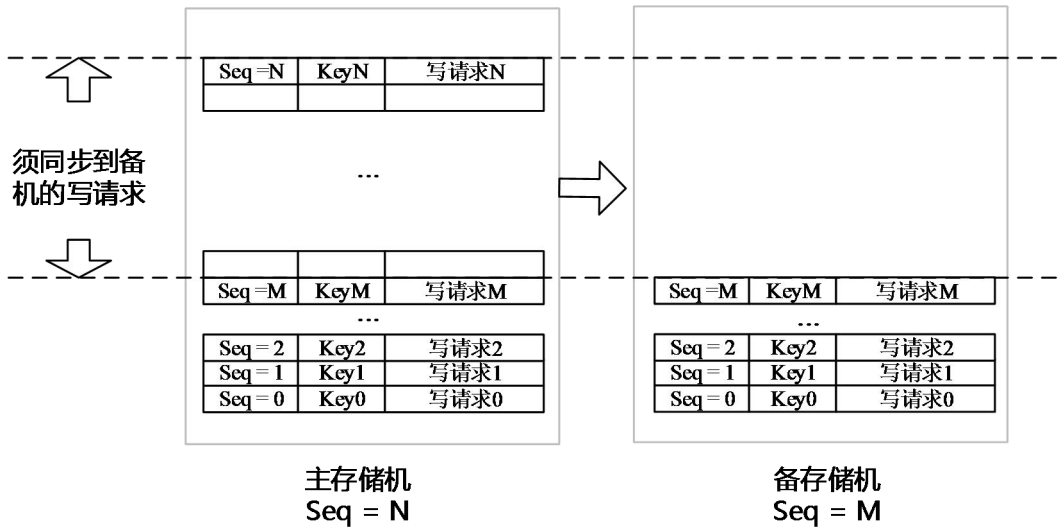 Seq =N KeyN 写请求N
须同步到备
机的写请求
...
Seq =M KeyM 写请求M
...
Seq = 2 Key2 写请求2
Seq = 1 Key1 写请求1
Seq = 0 Key0 写请求0
主存储机
Seq = N
Seq =M KeyM 写请求M
...
Seq = 2 Key2 写请求2
Seq = 1 Key1 写请求1
Seq = 0 Key0 写请求0
备存储机
Seq = M